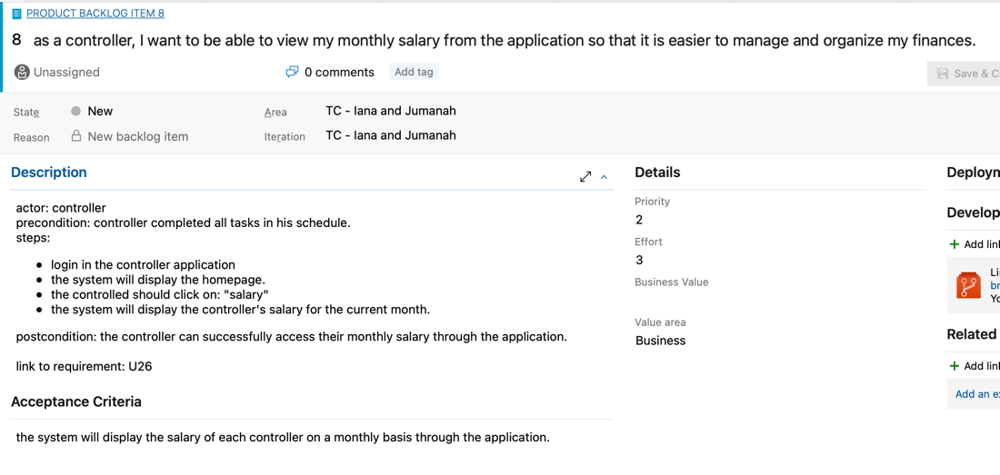 PRODUCT BACKLOG ITEM 8
8 as a controller, I want to be able to view my monthly salary from the application so that it is easier to manage and organize my finances.
Unassigned
0 comments
Add tag
Save & C
State
New
Area
TC - lana and Jumanah
Reason
New backlog item
Iteration
TC - lana and Jumanah
Description
actor: controller
precondition: controller completed all tasks in his schedule.
steps:
login in the controller application
the system will display the homepage.
the controlled should click on: "salary"
the system will display the controller's salary for the current month.
postcondition: the controller can successfully access their monthly salary through the application.
link to requirement: U26
Acceptance Criteria
the system will display the salary of each controller on a monthly basis through the application.
Details
Priority
2
Effort
3
Business Value
Value area
Business
Deploym
Develop
+ Add lin
Li
br
Yo
Related
+ Add lin
Add an e